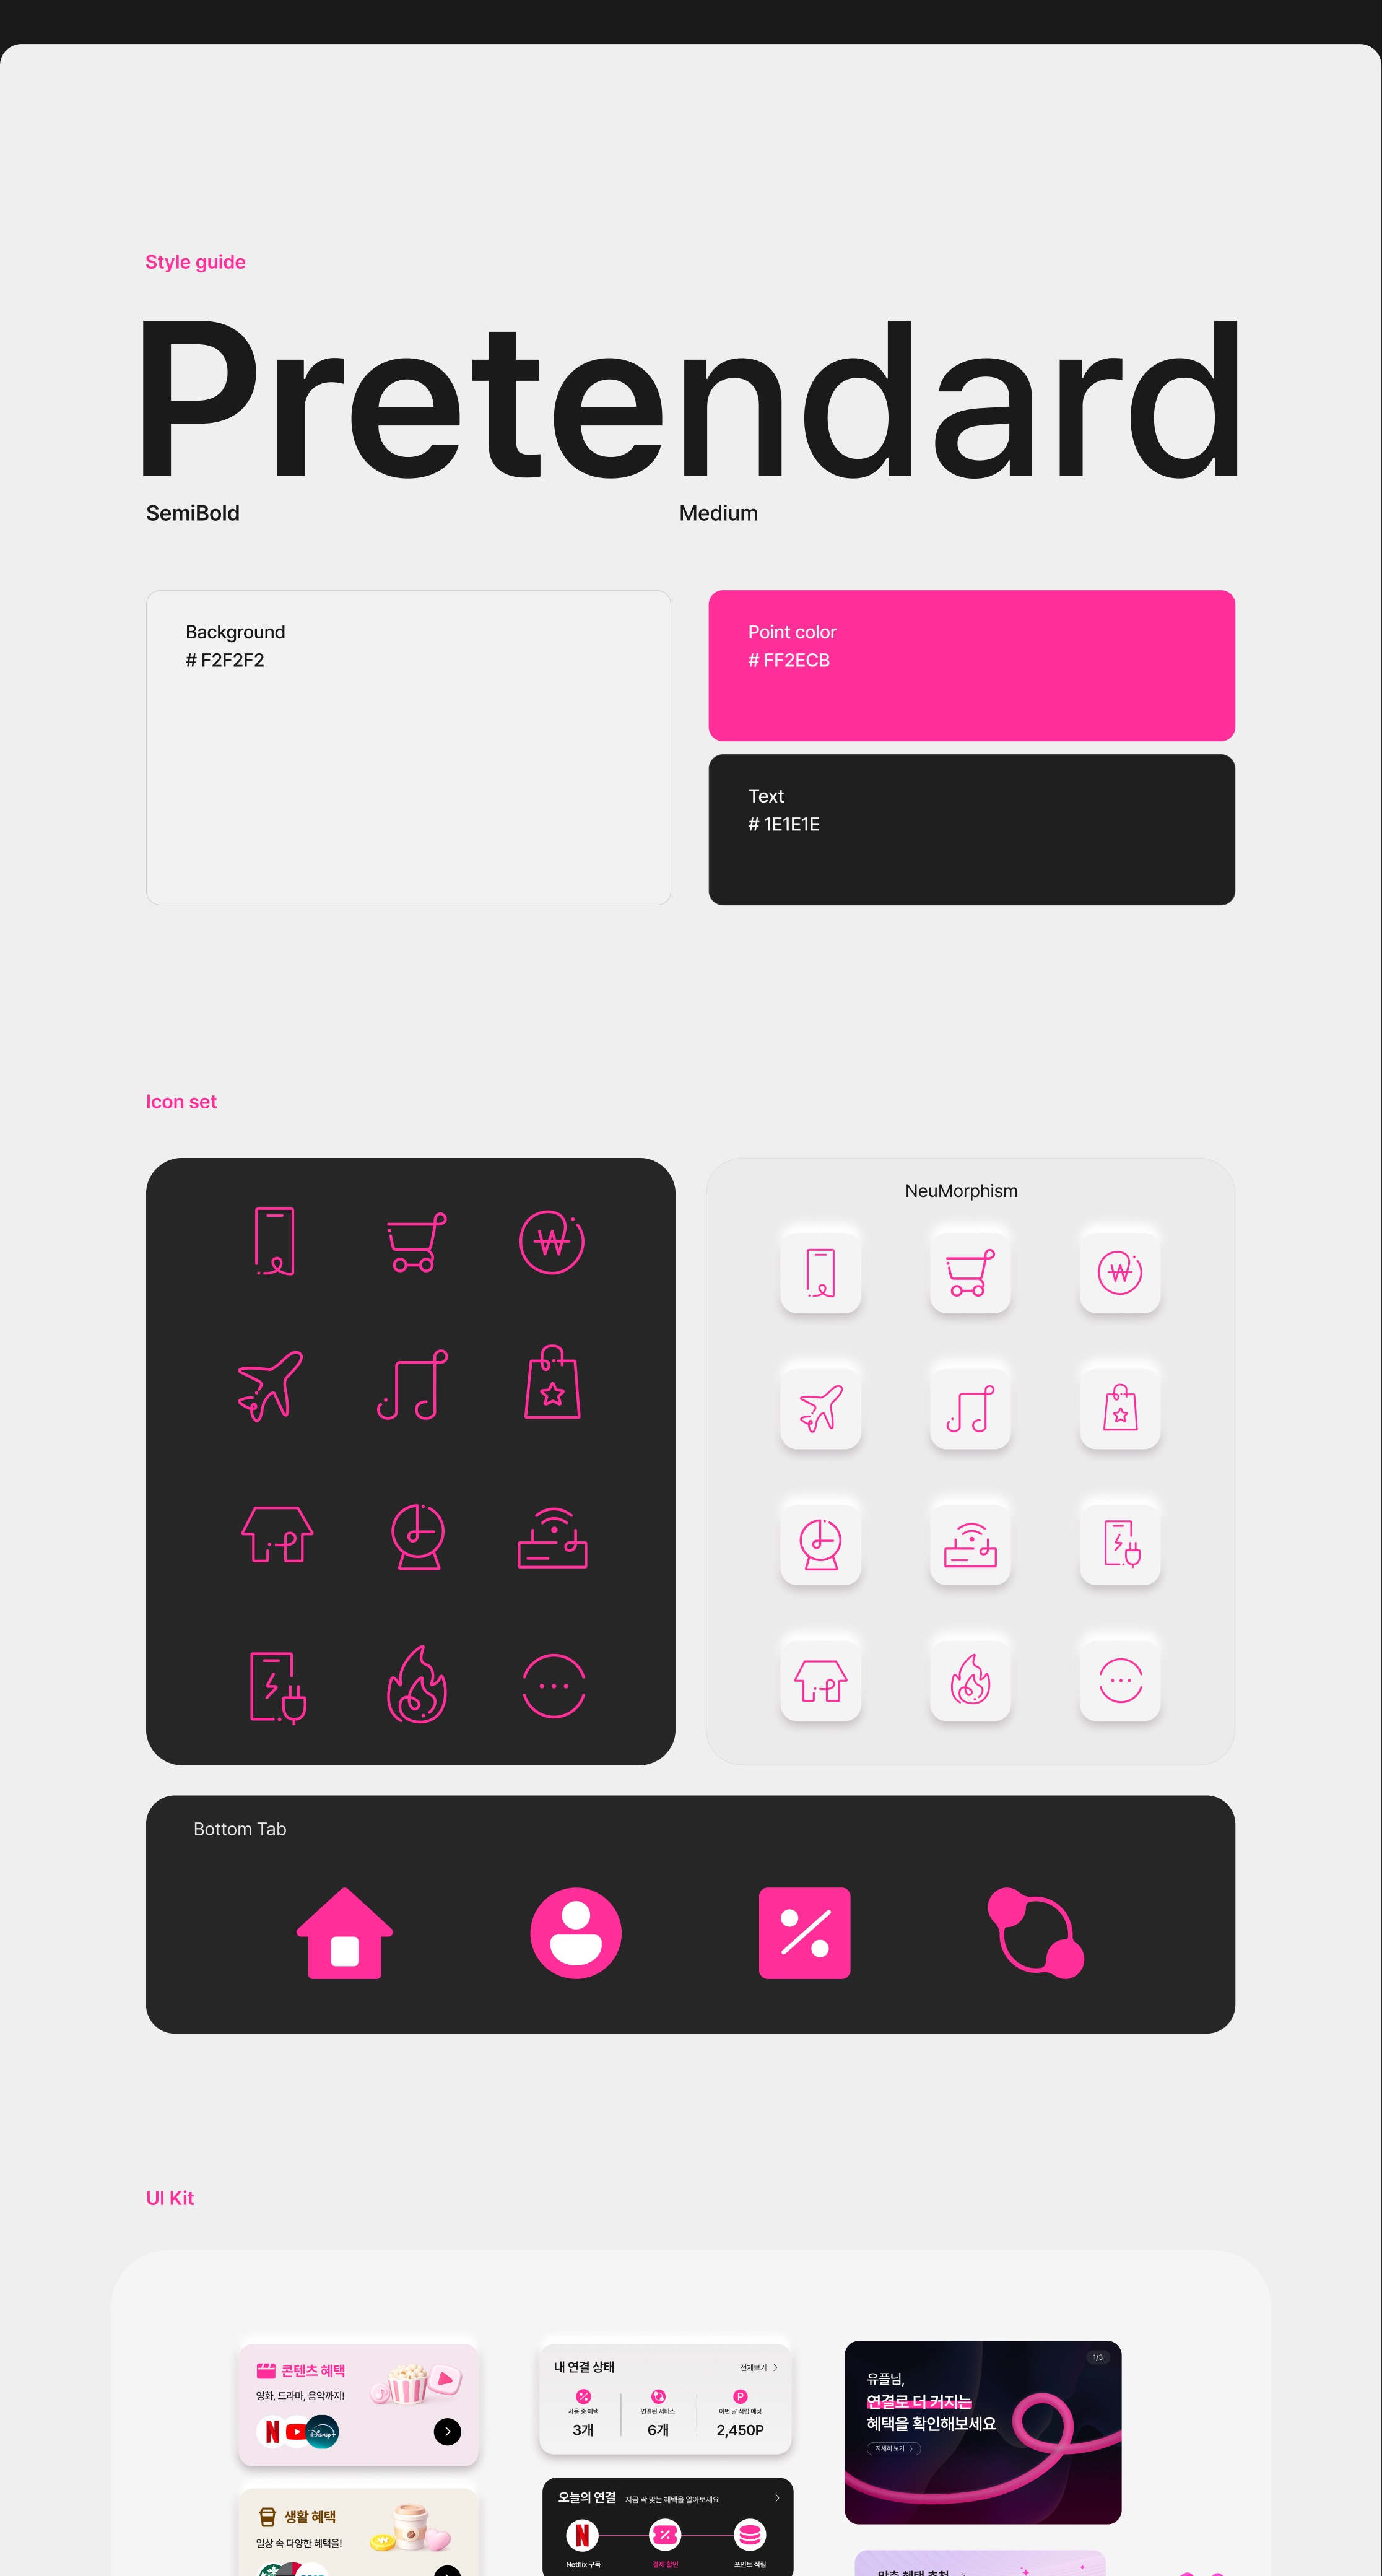 Style guide
Pretendard
SemiBold
Medium
Background
# F2F2F2
Point color
# FF2ECB
Text
# 1E1E1E
Icon set
NeuMorphism
Bottom Tab
UI Kit
콘텐츠 혜택
영화, 드라마, 음악까지!
Disney+
생활 혜택
일상 속 다양한 혜택을!
내 연결 상태
전체보기
사용 중 혜택
연결된 서비스
P
이번 달 적립 예정
3개
6개
2,450P
오늘의 연결
지금 딱 맞는 혜택을 알아보세요
N
Netflix 구독
결제 할인
포인트 적립
1/3
유플님,
연결로 더 커지는
혜택을 확인해보세요
자세히 보기
맞춤 혜택 추천